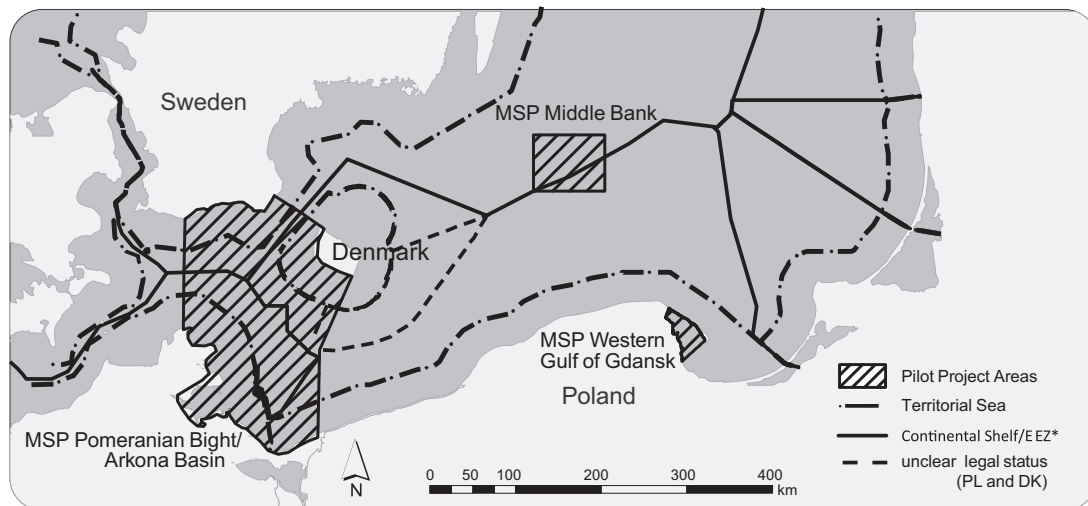 Sweden
MSP Middle Bank
Denmark
MSP Western
Gulf of Gdansk
Poland
MSP Pomeranian Bight/
Arkona Basin
N
0 50 100 200 300 400
km
Pilot Project Areas
Territorial Sea
Continental Shelf/EEZ*
unclear legal status
(PL and DK)